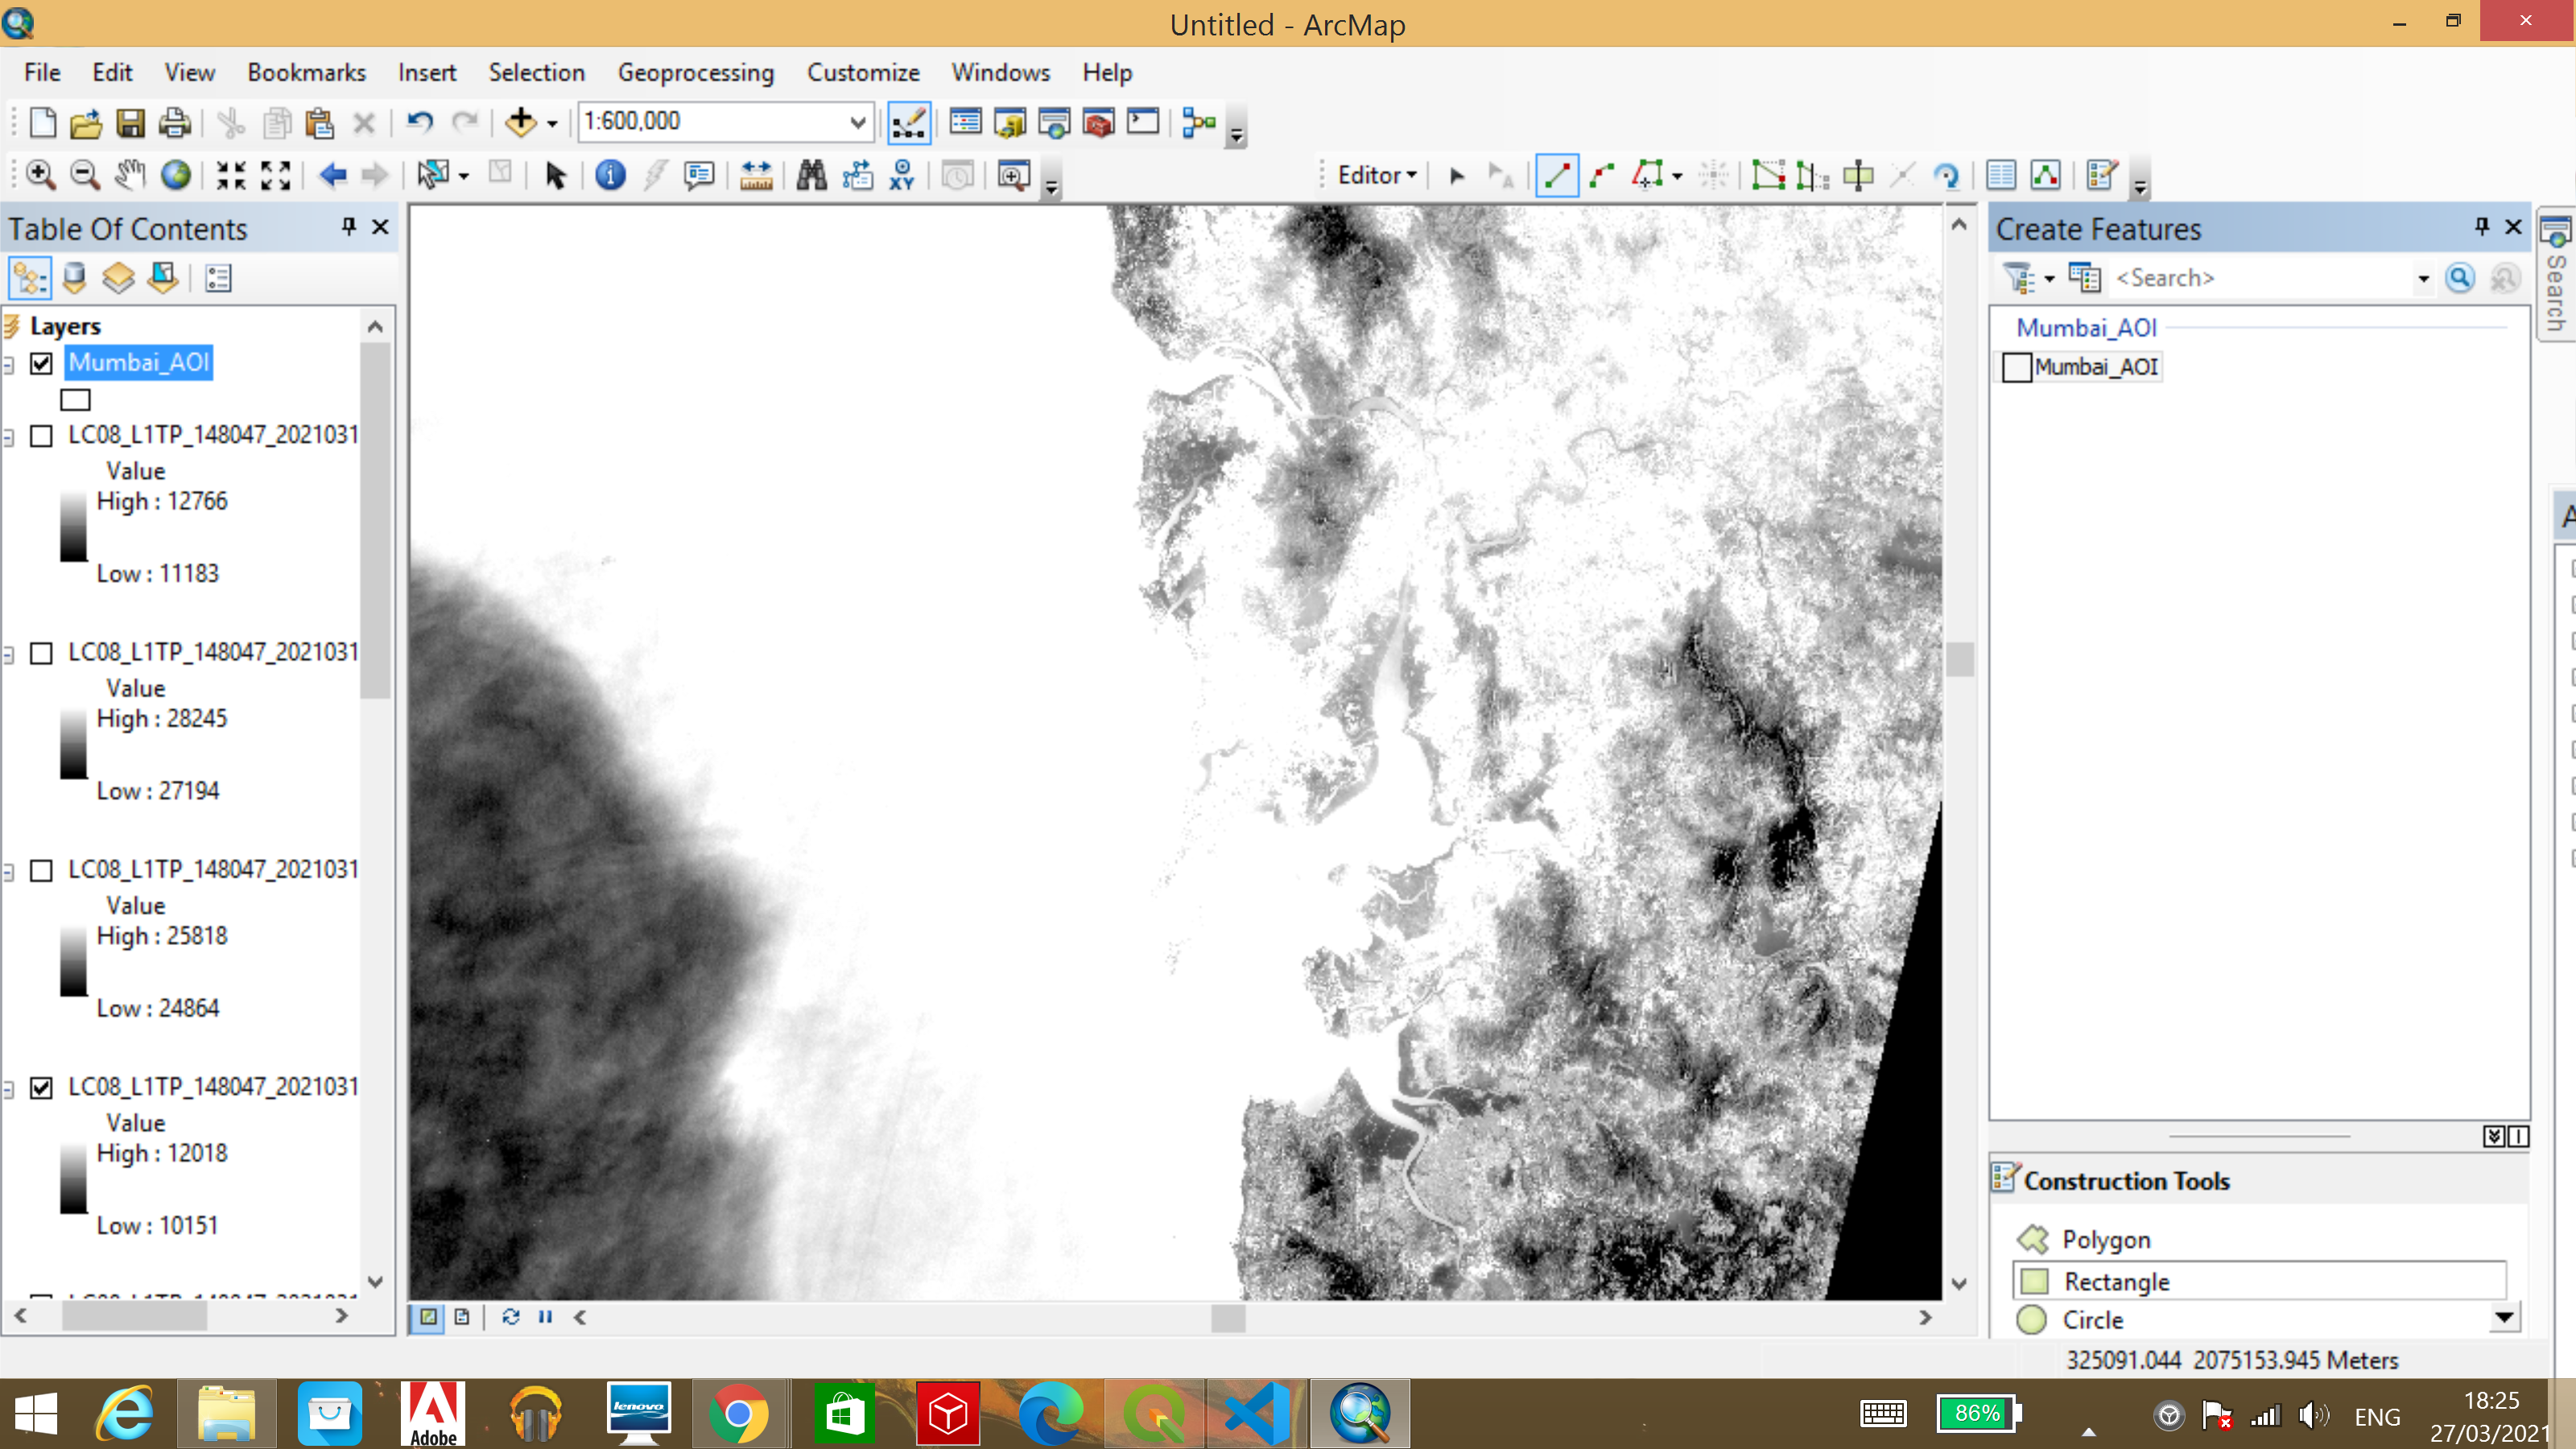 Untitled - ArcMap
File Edit View Bookmarks Insert Selection Geoprocessing Customize Windows Help
1:600,000
XY
Editor
Table Of Contents
Layers
Mumbai_AOI
LC08_L1TP_148047_2021031
Value
High : 12766
Low : 11183
LC08_L1TP_148047_2021031
Value
High : 28245
Low : 27194
LC08_L1TP_148047_2021031
Value
High : 25818
Low : 24864
LC08_L1TP_148047_2021031
Value
High : 12018
Low : 10151
Create Features
<Search>
Mumbai_AOI
Mumbai_AOI
Search
A
Construction Tools
Polygon
Rectangle
Circle
325091.044 2075153.945 Meters
Adobe
lenovo
86%
ENG
18:25
27/03/2021